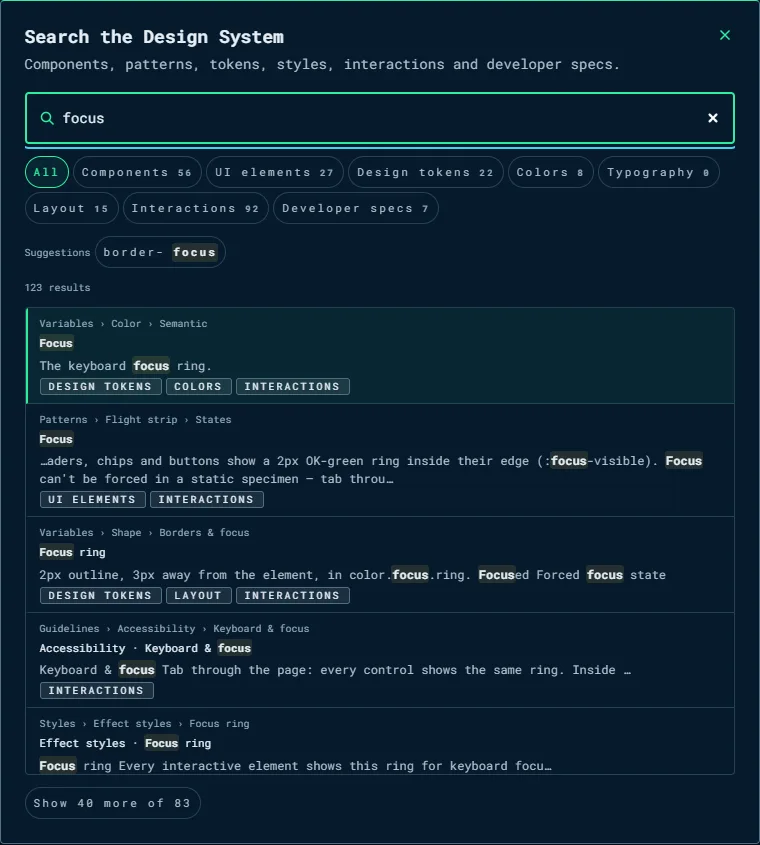 Search the Design System
Components, patterns, tokens, styles, interactions and developer specs.
focus
All
Components 56
UI elements 27
Design tokens 22
Colors 8
Typography 0
Layout 15
Interactions 92
Developer specs 7
Suggestions
border- focus
123 results
Variables › Color › Semantic
Focus
The keyboard focus ring.
DESIGN TOKENS COLORS INTERACTIONS
Patterns › Flight strip › States
Focus
…aders, chips and buttons show a 2px OK-green ring inside their edge (:focus-visible). Focus
can't be forced in a static specimen — tab throu…
UI ELEMENTS INTERACTIONS
Variables › Shape › Borders & focus
Focus ring
2px outline, 3px away from the element, in color.focus.ring. Focused Forced focus state
DESIGN TOKENS LAYOUT INTERACTIONS
Guidelines › Accessibility › Keyboard & focus
Accessibility · Keyboard & focus
Keyboard & focus Tab through the page: every control shows the same ring. Inside …
INTERACTIONS
Styles › Effect styles › Focus ring
Effect styles · Focus ring
Focus ring Every interactive element shows this ring for keyboard focu…
Show 40 more of 83